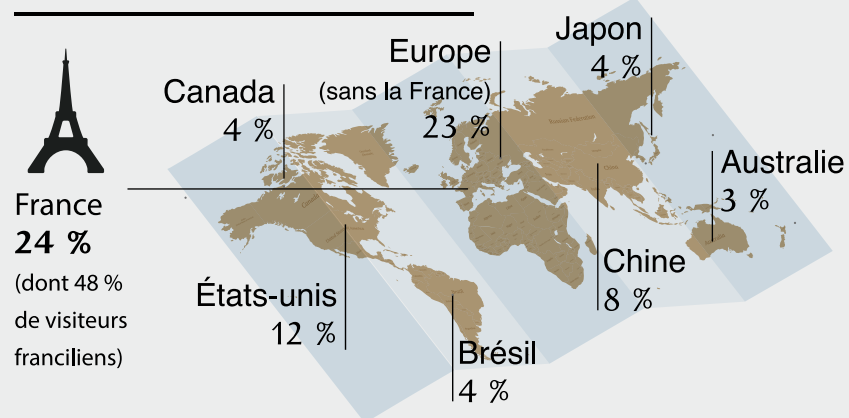 Japon
4 %
Europe
(sans la France)
23 %
Canada
4 %
Australie
3 %
France
24 %
(dont 48 %
de visiteurs
franciliens)
Chine
8 %
États-unis
12 %
Brésil
4 %